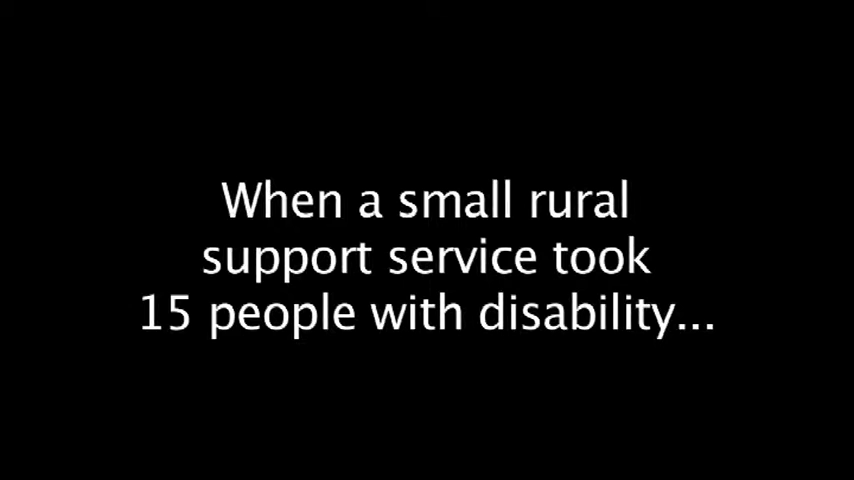 When a small rural
support service took
15 people with disability...